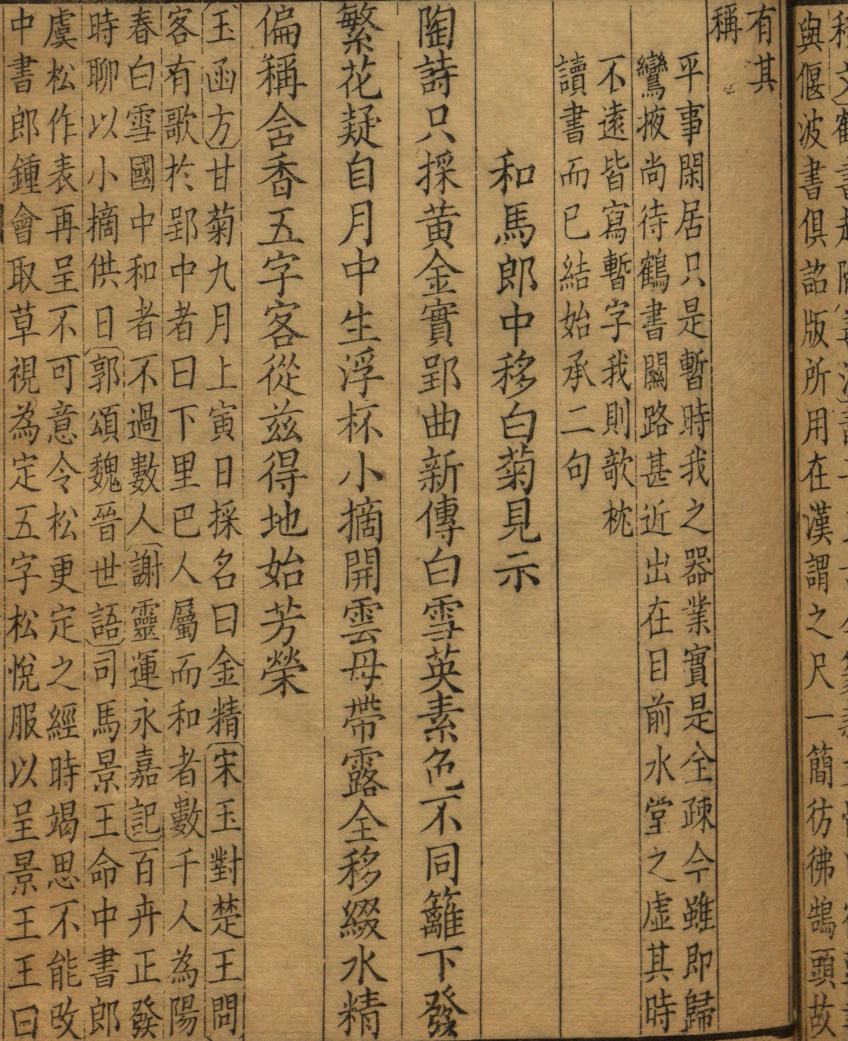 與偃波書俱詔版所用在漢謂之尺一簡彷彿鵠頭故
有其
稱
平事閑居只是暫時我之器業實是全疎今雖即歸
鸞掖尚待鶴書關路甚近出在目前水堂之虛其時
不遠皆寫暫字我則欹枕
讀書而已結始承二句
和馬郎中移白菊見示
陶詩只採黃金實郢曲新傳白雪英素色不同籬下發
繁花疑自月中生浮杯小摘開雲母帶露全移綴水精
偏稱含香五字客從兹得地始芳榮
玉函方甘菊九月上寅日採名曰金精宋玉對楚王問
客有歌於郢中者曰下里巴人屬而和者數千人為陽
春白雪國中和者不過數人謝靈運永嘉記百卉正發
時聊以小摘供日郭頒魏晉世語司馬景王命中書郎
虞松作表再呈不可意令松更定之經時竭思不能改
中書郎鍾會取草視為定五字松悅服以呈景王王曰